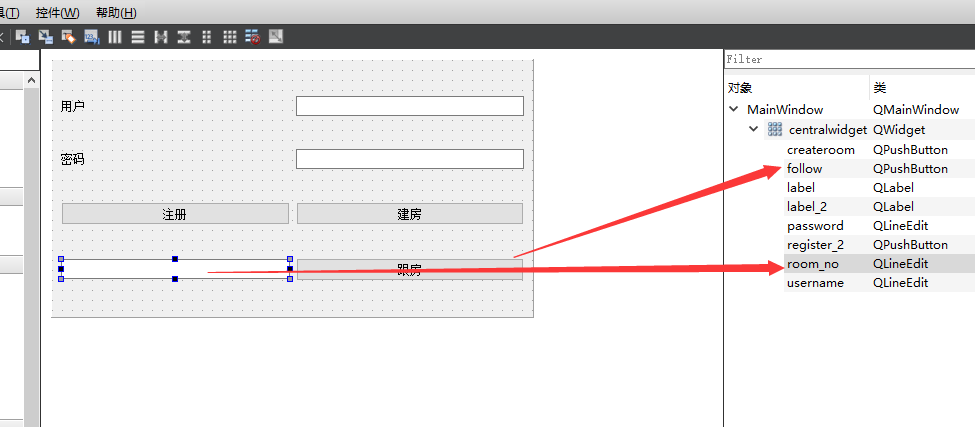 具(T) 控件(W) 帮助(H)
Filter
对象 类
MainWindow QMainWindow
centralwidget QWidget
createroom QPushButton
follow QPushButton
label QLabel
label_2 QLabel
password QLineEdit
register_2 QPushButton
room_no QLineEdit
username QLineEdit
用户
密码
注册 建房
跟房